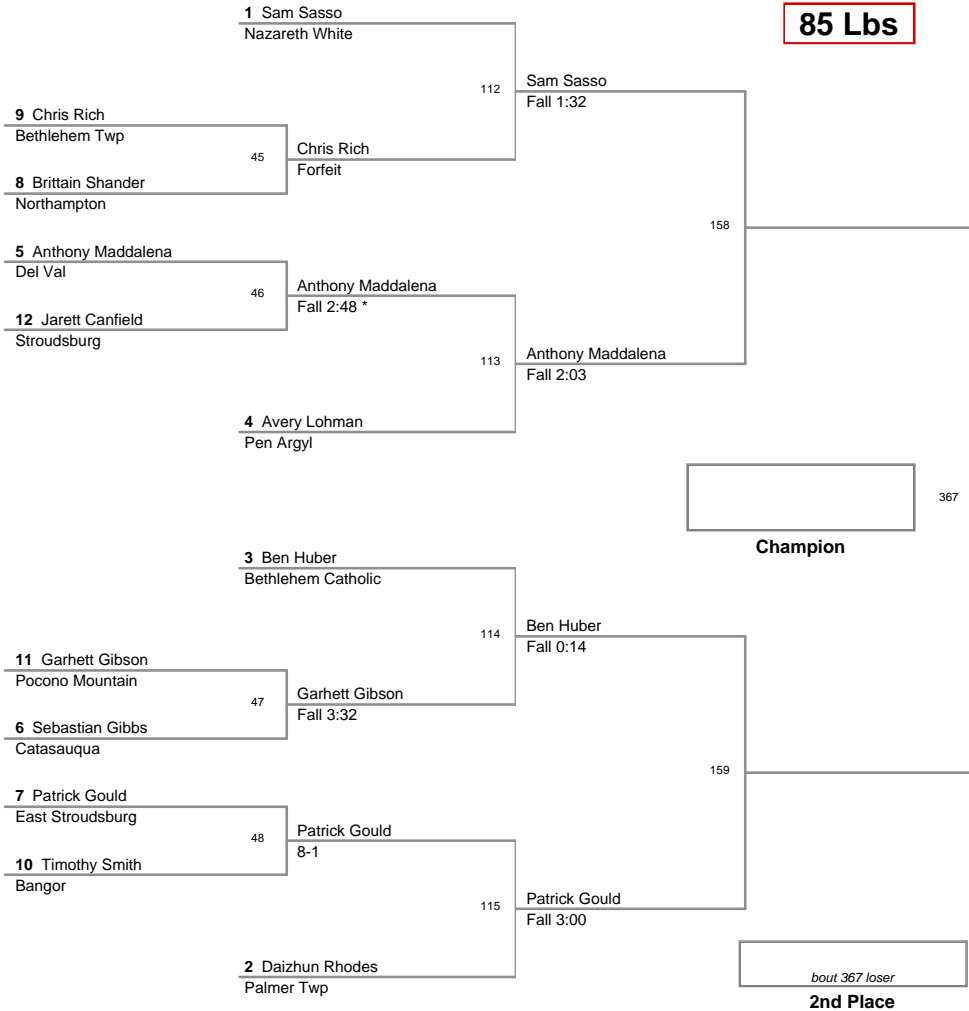 1 Sam Sasso
Nazareth White
85 Lbs
112
Sam Sasso
Fall 1:32
9 Chris Rich
Bethlehem Twp
45
Chris Rich
Forfeit
8 Brittain Shander
Northampton
158
5 Anthony Maddalena
Del Val
46
Anthony Maddalena
Fall 2:48 *
12 Jarett Canfield
Stroudsburg
113
Anthony Maddalena
Fall 2:03
4 Avery Lohman
Pen Argyl
367
Champion
3 Ben Huber
Bethlehem Catholic
114
Ben Huber
Fall 0:14
11 Garhett Gibson
Pocono Mountain
47
Garhett Gibson
Fall 3:32
6 Sebastian Gibbs
Catasauqua
159
7 Patrick Gould
East Stroudsburg
48
Patrick Gould
8-1
10 Timothy Smith
Bangor
115
Patrick Gould
Fall 3:00
2 Daizhun Rhodes
Palmer Twp
bout 367 loser
2nd Place